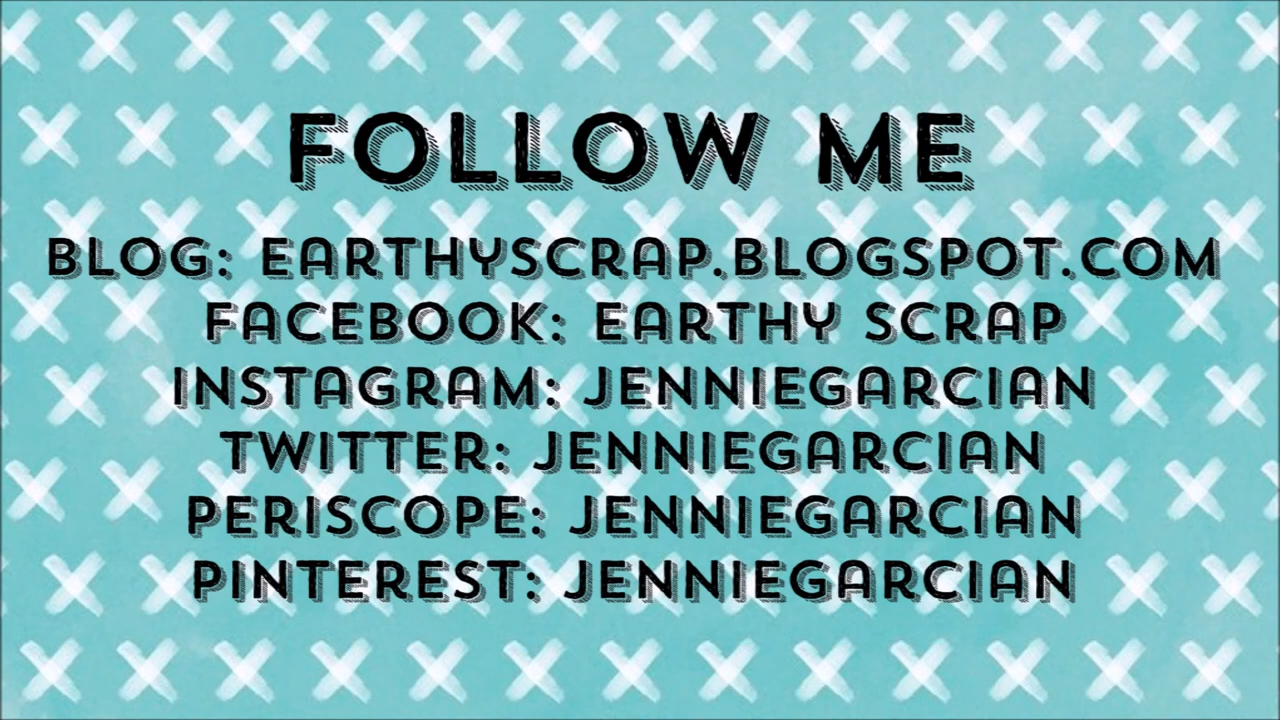 FOLLOW ME
BLOG: EARTHYSCRAP.BLOGSPOT.COM
FACEBOOK: EARTHY SCRAP
INSTAGRAM: JENNIEGARCIAN
TWITTER: JENNIEGARCIAN
PERISCOPE: JENNIEGARCIAN
PINTEREST: JENNIEGARCIAN